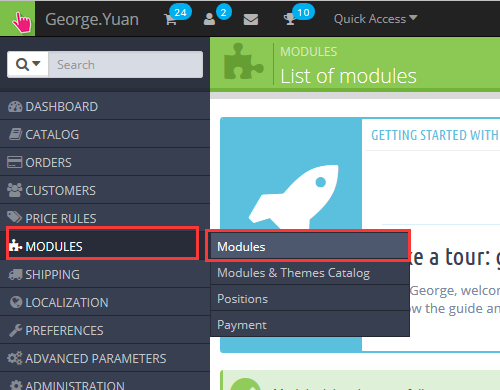 George.Yuan 24 2 10 Quick Access
Search
MODULES
List of modules
DASHBOARD
CATALOG
ORDERS
CUSTOMERS
PRICE RULES
MODULES
SHIPPING
LOCALIZATION
PREFERENCES
ADVANCED PARAMETERS
ADMINISTRATION
Modules
Modules & Themes Catalog
Positions
Payment
GETTING STARTED WITH
e a tour: g
George, welcom
ow the guide an